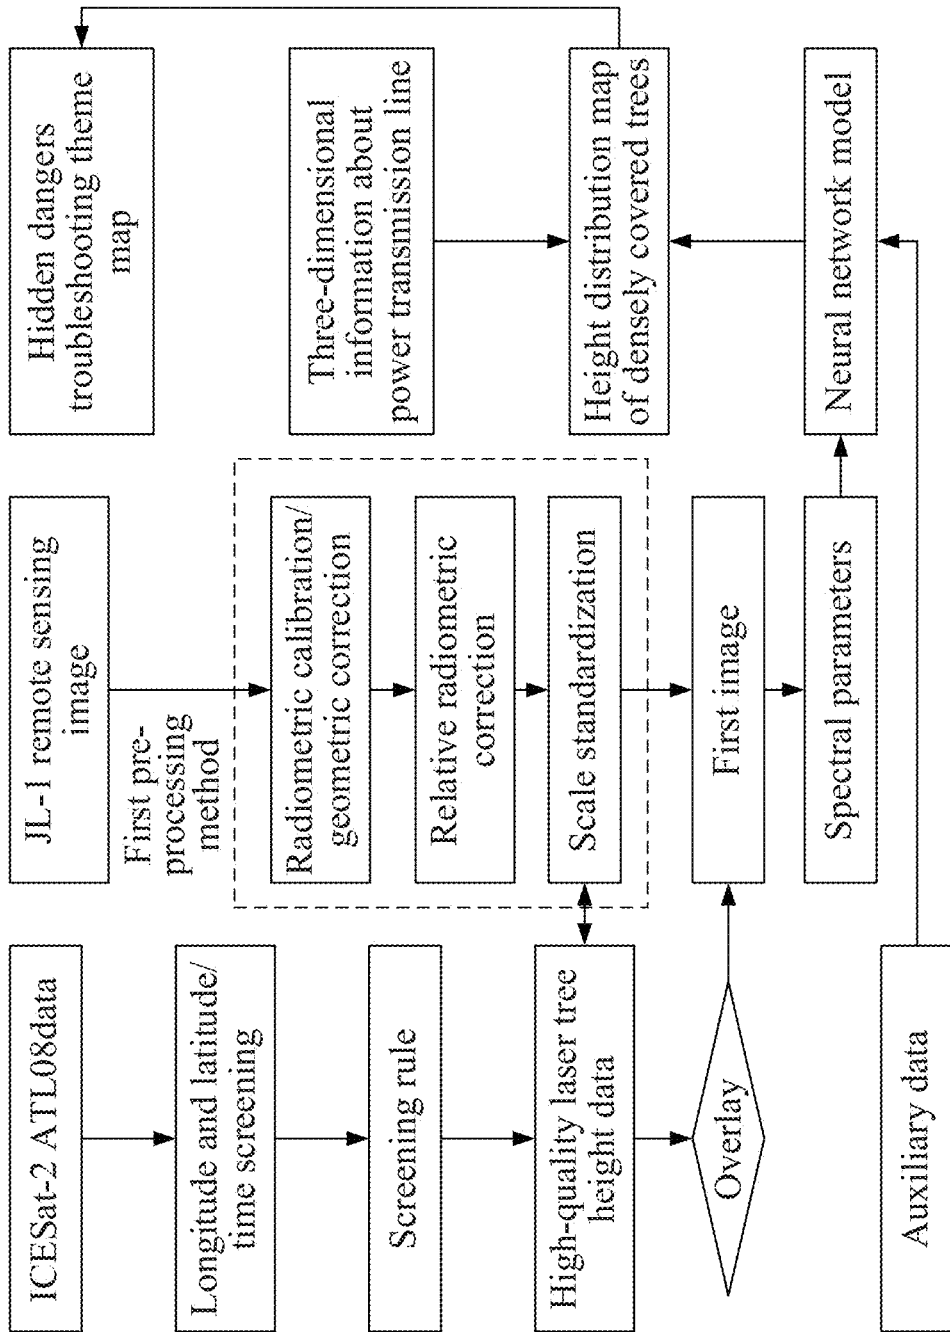 ICESat-2 ATL08data
Longitude and latitude/
time screening
Screening rule
High-quality laser tree
height data
Overlay
Auxiliary data
JL-1 remote sensing
image
First pre-
processing
method
Radiometric calibration/
geometric correction
Relative radiometric
correction
Scale standardization
First image
Spectral parameters
Hidden dangers
troubleshooting theme
map
Three-dimensional
information about
power transmission line
Height distribution map
of densely covered trees
Neural network model